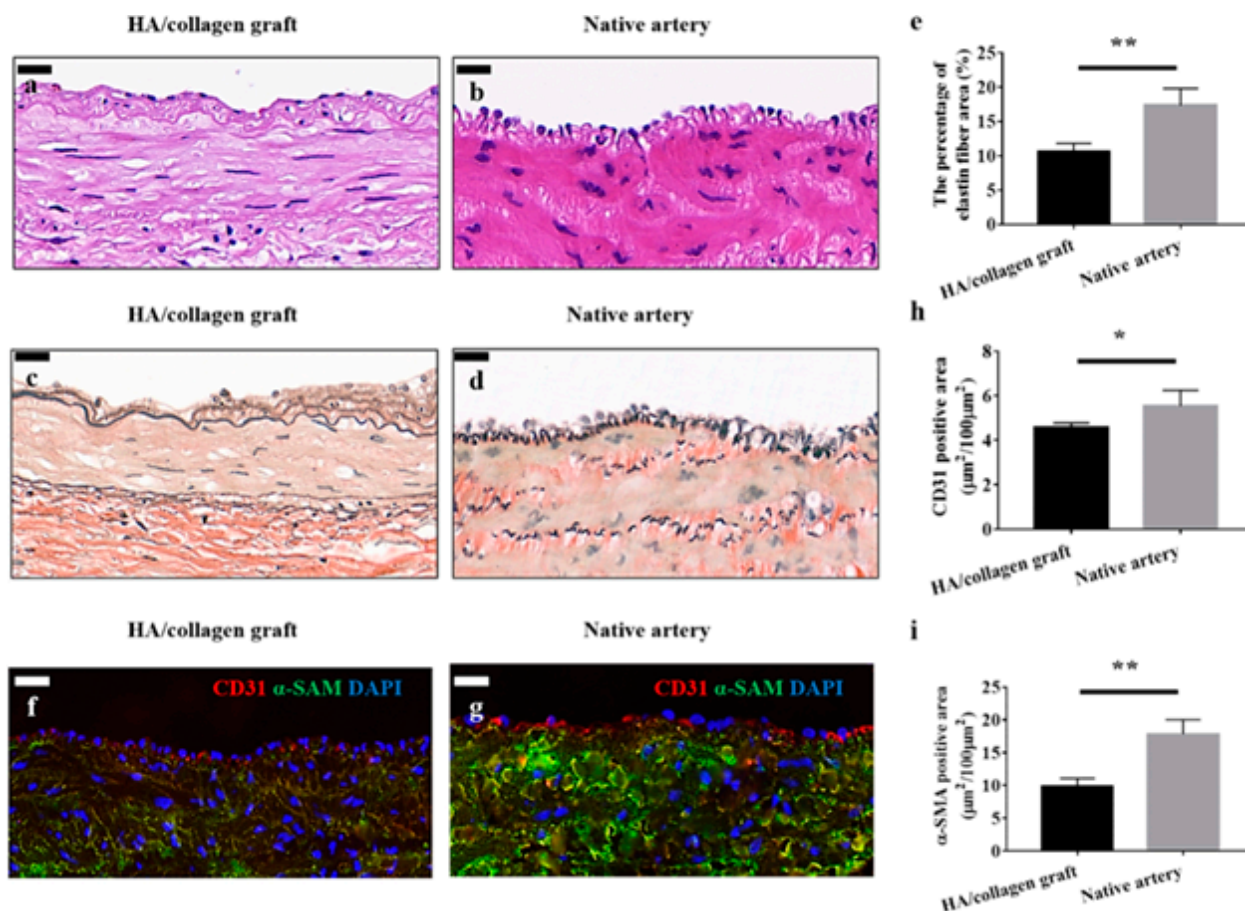 HA/collagen graft
Native artery
a
b
e
The percentage of
elastin fiber area (%)
25
20
15
10
5
0
**
HA/collagen graft
Native artery
HA/collagen graft
Native artery
c
d
h
CD31 positive area
(μm²/100μm²)
8
6
4
2
0
*
HA/collagen graft
Native artery
HA/collagen graft
Native artery
CD31 α-SAM DAPI
f
CD31 α-SAM DAPI
g
i
α-SMA positive area
(μm²/100μm²)
25
20
15
10
5
0
**
HA/collagen graft
Native artery